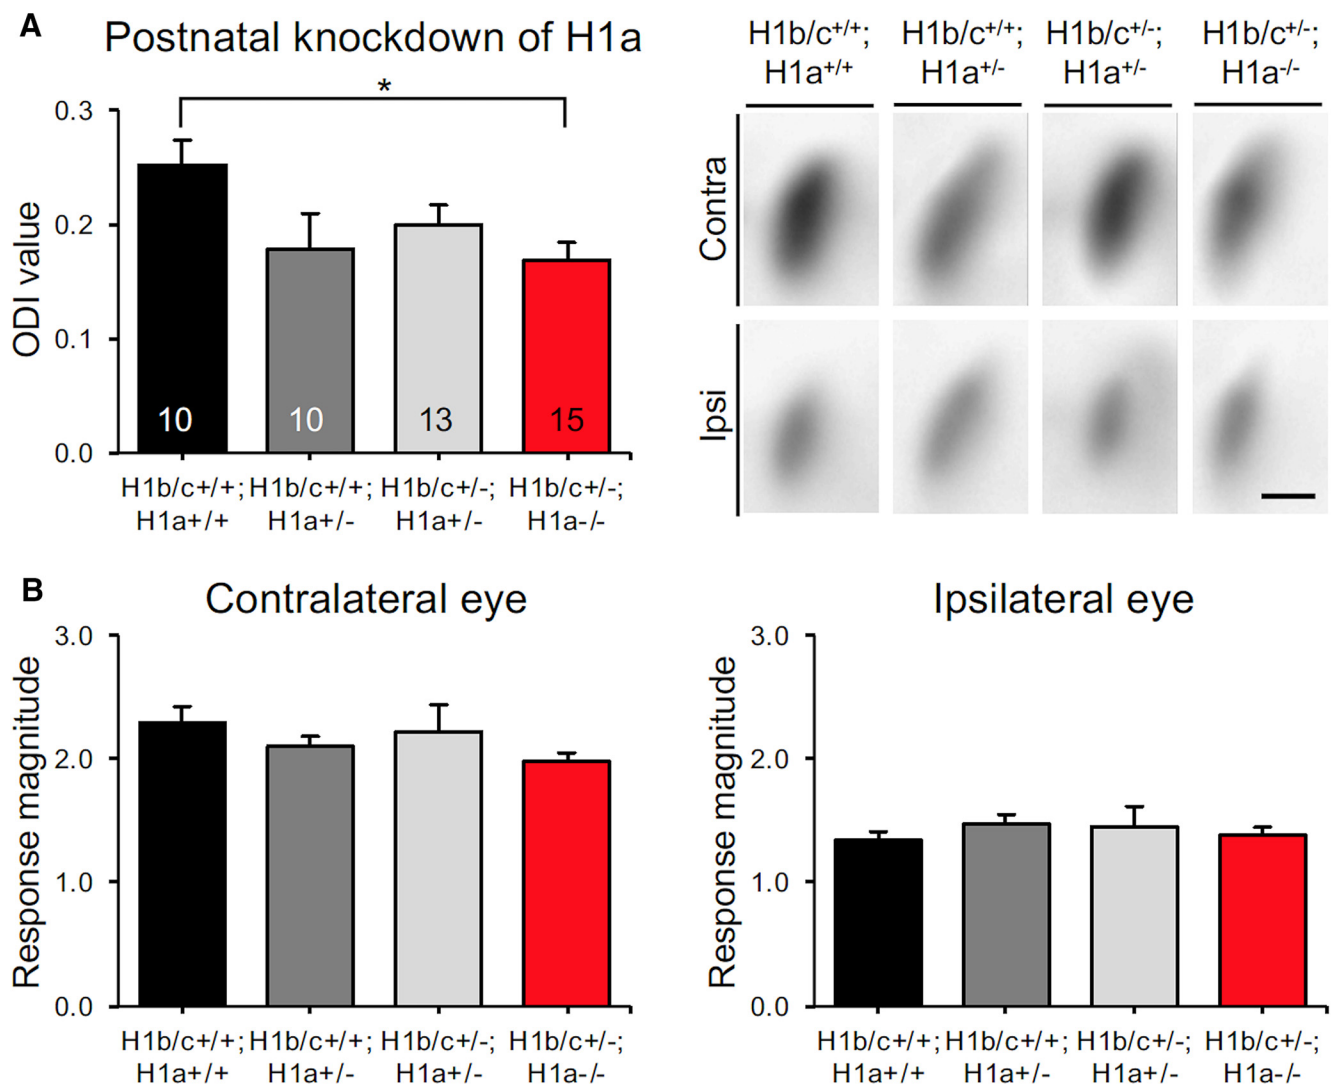 A
Postnatal knockdown of H1a
*
ODI value
0.3
0.2
0.1
0.0
10
10
13
15
H1b/c+/+; H1b/c+/+; H1b/c+/-; H1b/c+/-;
H1a+/+ H1a+/- H1a+/- H1a-/-
H1b/c+/+; H1b/c+/+; H1b/c+/-; H1b/c+/-;
H1a+/+ H1a+/- H1a+/- H1a-/-
Contra
Ipsi
B
Contralateral eye
Response magnitude
3.0
2.0
1.0
0.0
H1b/c+/+; H1b/c+/+; H1b/c+/-; H1b/c+/-;
H1a+/+ H1a+/- H1a+/- H1a-/-
Ipsilateral eye
Response magnitude
3.0
2.0
1.0
0.0
H1b/c+/+; H1b/c+/+; H1b/c+/-; H1b/c+/-;
H1a+/+ H1a+/- H1a+/- H1a-/-